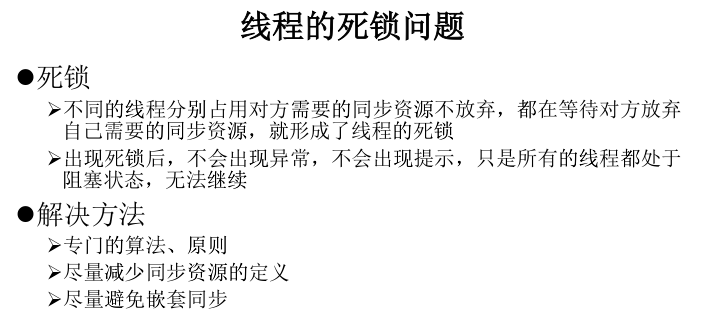 线程的死锁问题
●死锁
➢不同的线程分别占用对方需要的同步资源不放弃，都在等待对方放弃
自己需要的同步资源，就形成了线程的死锁
➢出现死锁后，不会出现异常，不会出现提示，只是所有的线程都处于
阻塞状态，无法继续
●解决方法
➢专门的算法、原则
➢尽量减少同步资源的定义
➢尽量避免嵌套同步